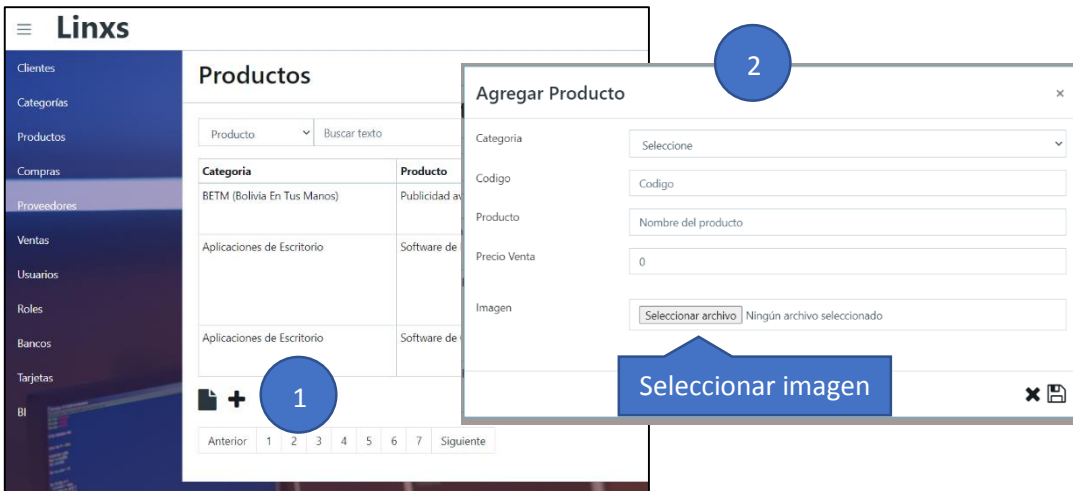 Linxs
Clientes
Categorías
Productos
Compras
Proveedores
Ventas
Usuarios
Roles
Bancos
Tarjetas
BI
Productos
Producto Buscar texto
Categoria Producto
BETM (Bolivia En Tus Manos) Publicidad
Aplicaciones de Escritorio Software de
Aplicaciones de Escritorio Software de
1
Anterior 1 2 3 4 5 6 7 Siguiente
2
Agregar Producto ×
Categoria Seleccione
Codigo Codigo
Producto Nombre del producto
Precio Venta 0
Imagen Seleccionar archivo Ningún archivo seleccionado
Seleccionar imagen